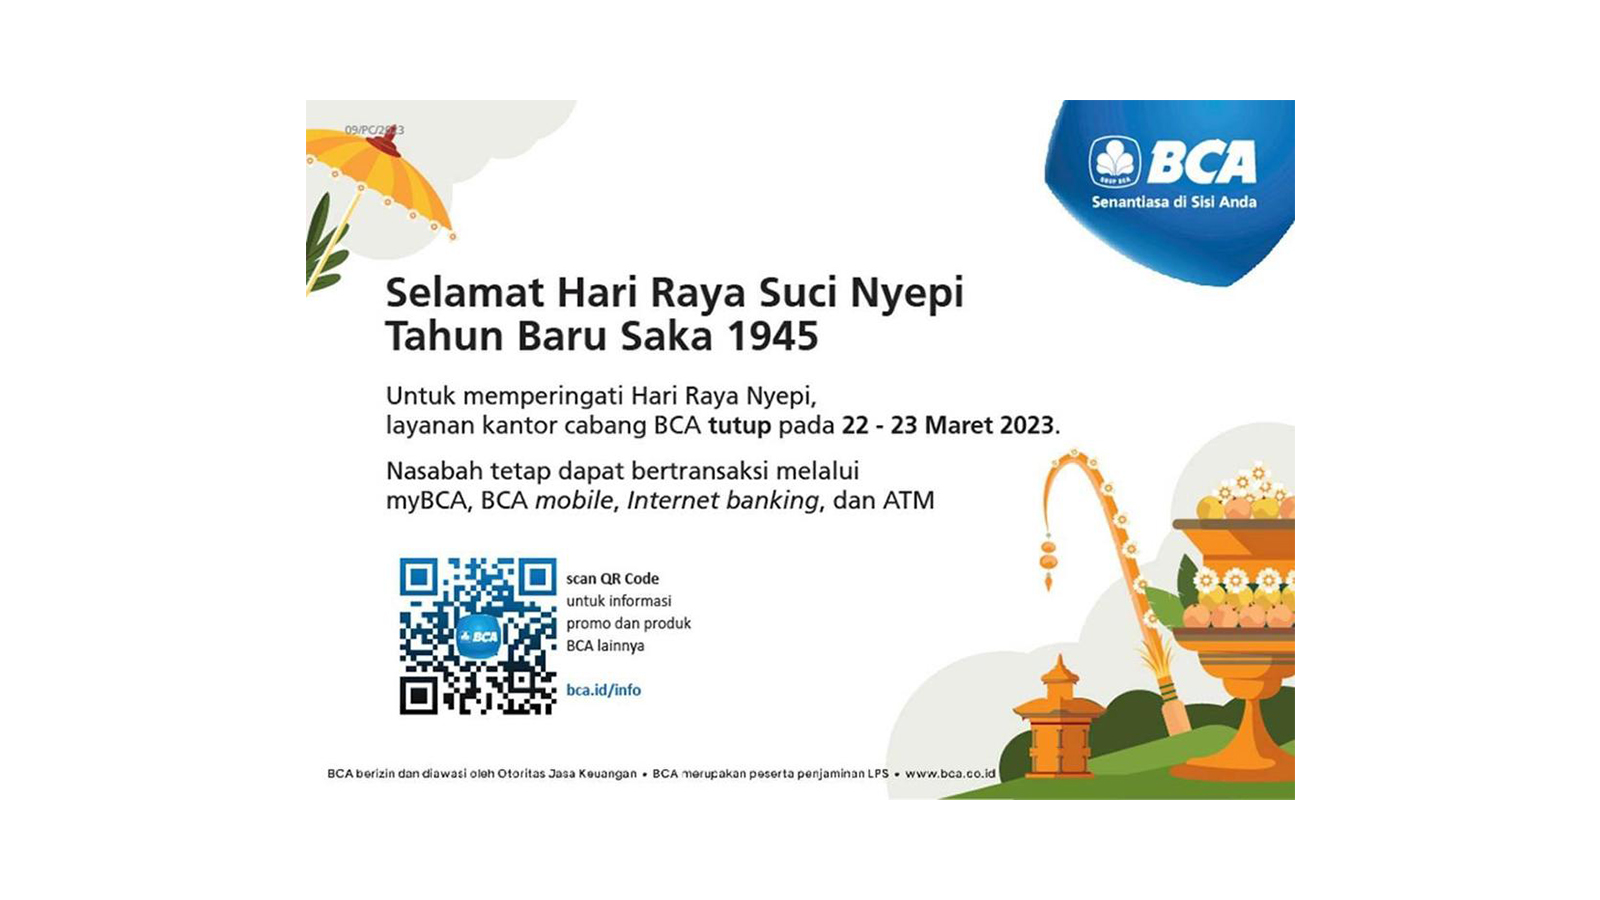 09/PC/2023
BCA
Senantiasa di Sisi Anda
Selamat Hari Raya Suci Nyepi
Tahun Baru Saka 1945
Untuk memperingati Hari Raya Nyepi,
layanan kantor cabang BCA tutup pada 22 - 23 Maret 2023.
Nasabah tetap dapat bertransaksi melalui
myBCA, BCA mobile, Internet banking, dan ATM
BCA
scan QR Code
untuk informasi
promo dan produk
BCA lainnya
bca.id/info
BCA berizin dan diawasi oleh Otoritas Jasa Keuangan • BCA merupakan peserta penjaminan LPS • www.bca.co.id